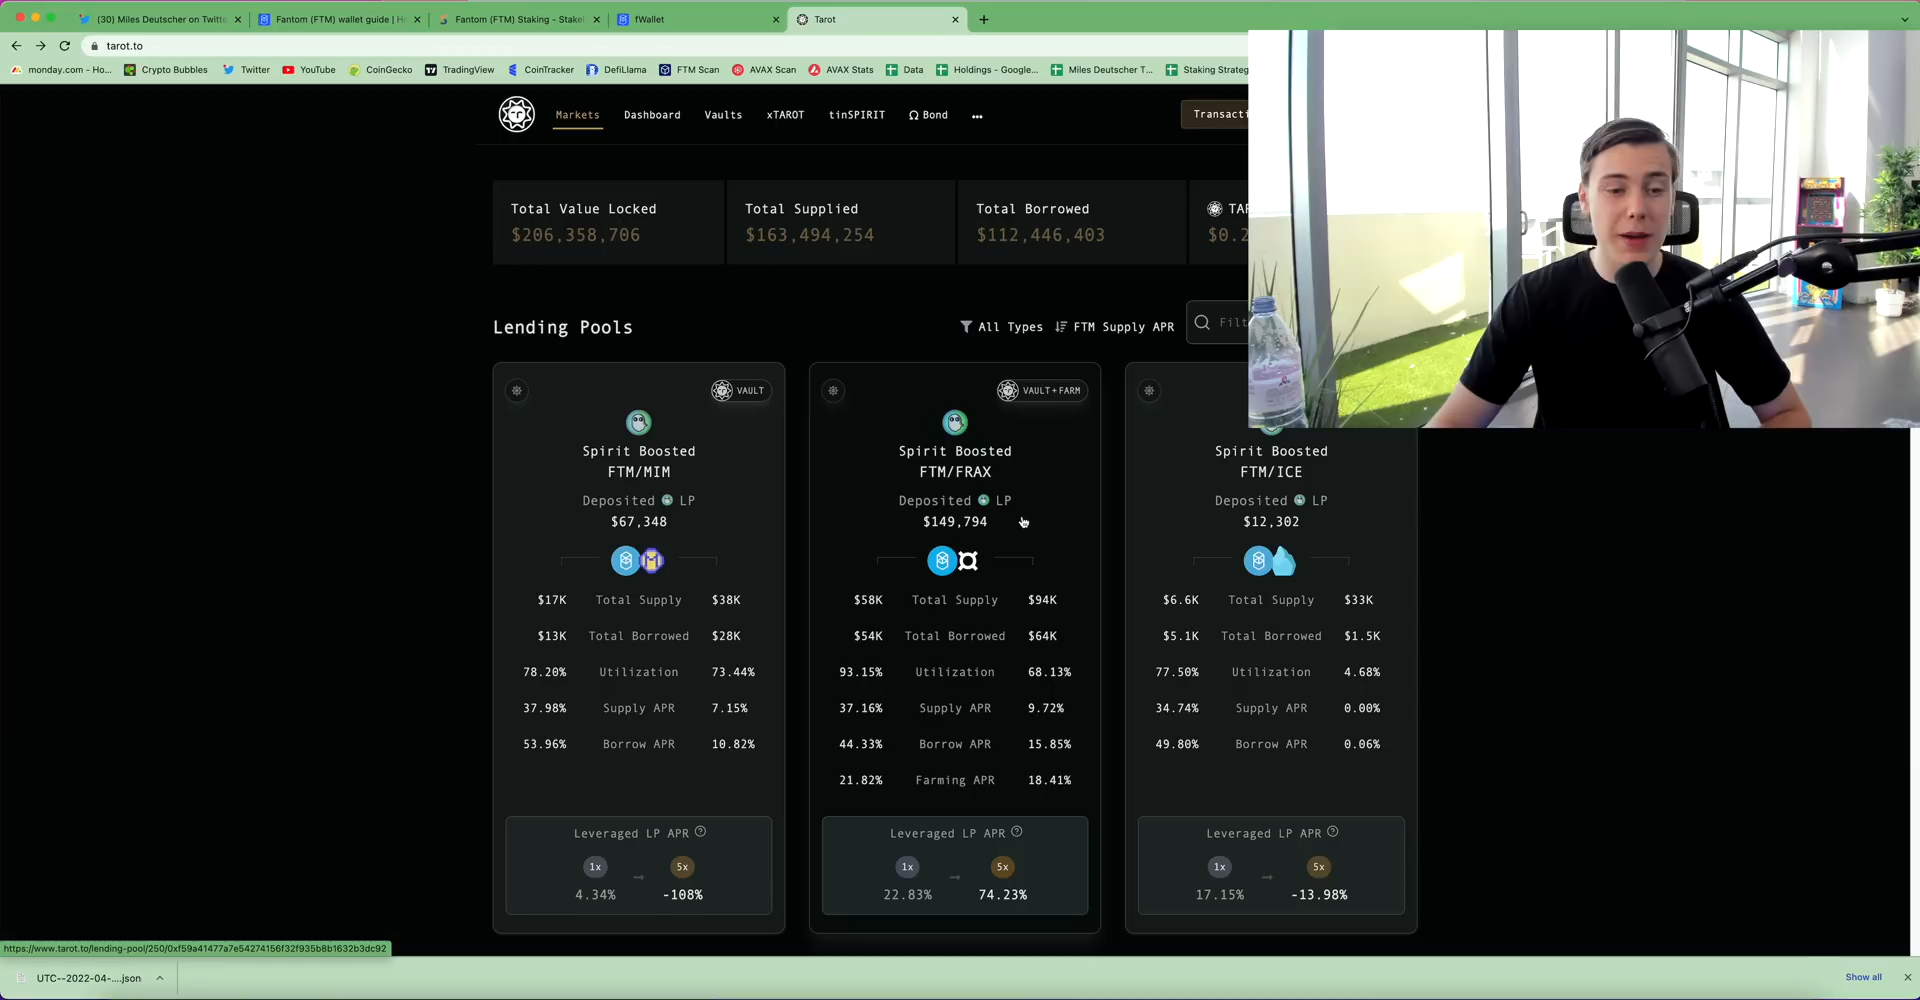 (30) Miles Deutscher on Twitte
Fantom (FTM) wallet guide | Ho
Fantom (FTM) Staking - Stake
fWallet
Tarot
tarot.to
monday.com - Ho...
Crypto Bubbles
Twitter
YouTube
CoinGecko
TradingView
CoinTracker
DefiLlama
FTM Scan
AVAX Scan
AVAX Stats
Data
Holdings - Google...
Miles Deutscher T...
Staking Strateg
Markets
Dashboard
Vaults
xTAROT
tinSPIRIT
Ω Bond
Transacti
Total Value Locked
$206,358,706
Total Supplied
$163,494,254
Total Borrowed
$112,446,403
TAR
$0.2
Lending Pools
All Types
FTM Supply APR
Filt
VAULT
Spirit Boosted
FTM/MIM
Deposited LP
$67,348
$17K Total Supply $38K
$13K Total Borrowed $28K
78.20% Utilization 73.44%
37.98% Supply APR 7.15%
53.96% Borrow APR 10.82%
Leveraged LP APR ?
1x → 5x
4.34% -108%
VAULT+FARM
Spirit Boosted
FTM/FRAX
Deposited LP
$149,794
$58K Total Supply $94K
$54K Total Borrowed $64K
93.15% Utilization 68.13%
37.16% Supply APR 9.72%
44.33% Borrow APR 15.85%
21.82% Farming APR 18.41%
Leveraged LP APR ?
1x → 5x
22.83% 74.23%
Spirit Boosted
FTM/ICE
Deposited LP
$12,302
$6.6K Total Supply $33K
$5.1K Total Borrowed $1.5K
77.50% Utilization 4.68%
34.74% Supply APR 0.00%
49.80% Borrow APR 0.06%
Leveraged LP APR ?
1x → 5x
17.15% -13.98%
https://www.tarot.to/lending-pool/250/0xf59a41477a7e54274156f32f935b8b1632b3dc92
UTC--2022-04-....json
Show all